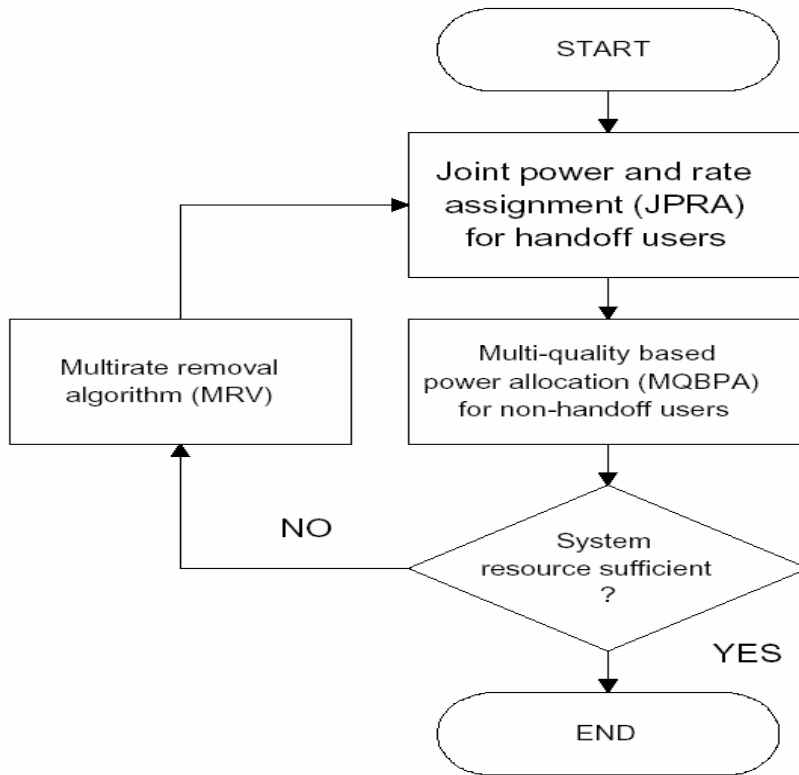 START
Joint power and rate
assignment (JPRA)
for handoff users
Multirate removal
algorithm (MRV)
Multi-quality based
power allocation (MQBPA)
for non-handoff users
NO
System
resource sufficient
?
YES
END